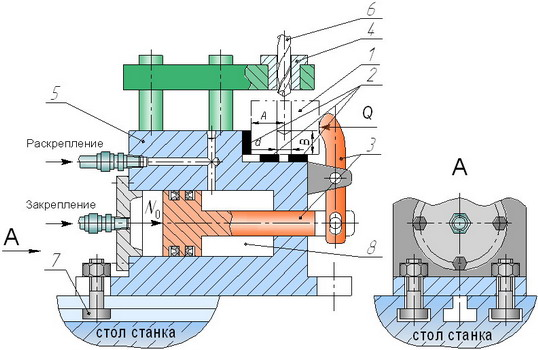 6
4
1
2
5
A
Q
B
d
Раскрепление
3
A
Закрепление
N₀
A
8
7
стол станка
стол станка